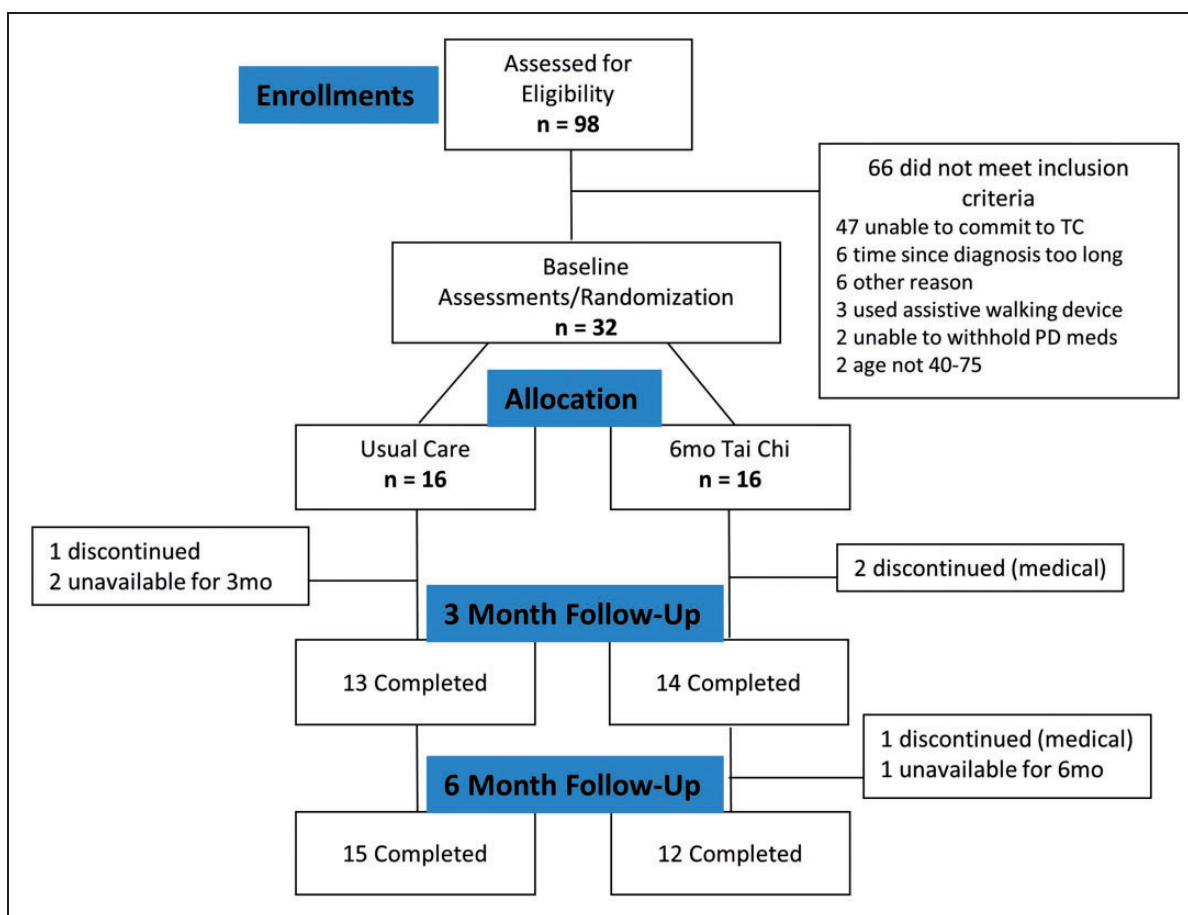 Assessed for
Eligibility
n = 98
Enrollments
66 did not meet inclusion
criteria
47 unable to commit to TC
6 time since diagnosis too long
6 other reason
3 used assistive walking device
2 unable to withhold PD meds
2 age not 40-75
Baseline
Assessments/Randomization
n = 32
Allocation
Usual Care
n = 16
6mo Tai Chi
n = 16
1 discontinued
2 unavailable for 3mo
2 discontinued (medical)
3 Month Follow-Up
13 Completed
14 Completed
1 discontinued (medical)
1 unavailable for 6mo
6 Month Follow-Up
15 Completed
12 Completed